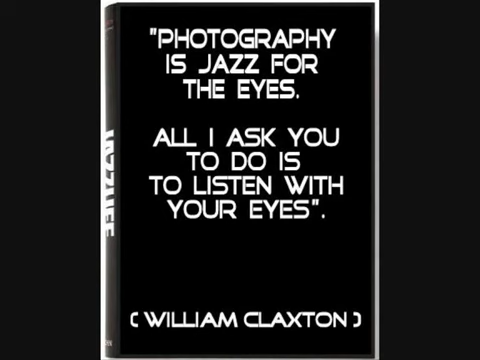 "PHOTOGRAPHY
IS JAZZ FOR
THE EYES.
ALL I ASK YOU
TO DO IS
TO LISTEN WITH
YOUR EYES".
( WILLIAM CLAXTON )
JAZZLIFE